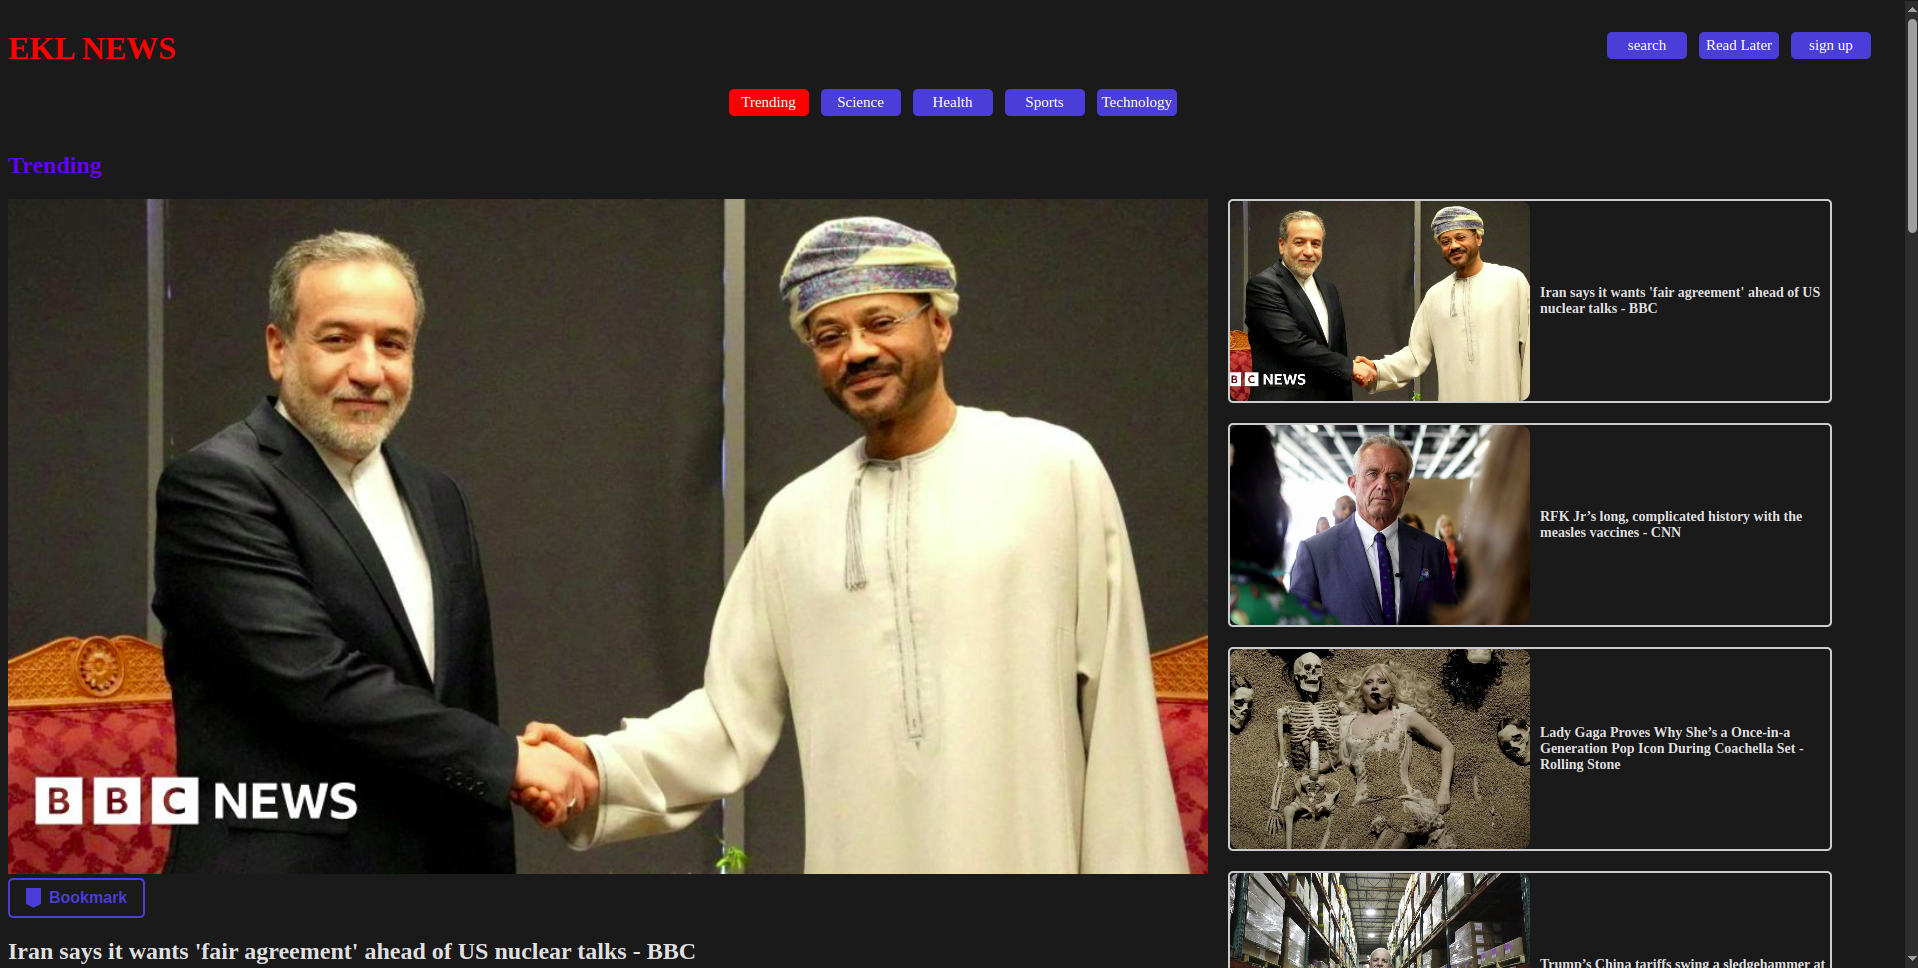 EKL NEWS
search
Read Later
sign up
Trending
Science
Health
Sports
Technology
Trending
BBC NEWS
Bookmark
Iran says it wants 'fair agreement' ahead of US nuclear talks - BBC
BBC NEWS
Iran says it wants 'fair agreement' ahead of US
nuclear talks - BBC
RFK Jr’s long, complicated history with the
measles vaccines - CNN
Lady Gaga Proves Why She’s a Once-in-a
Generation Pop Icon During Coachella Set -
Rolling Stone
Trump’s China tariffs swing a sledgehammer at